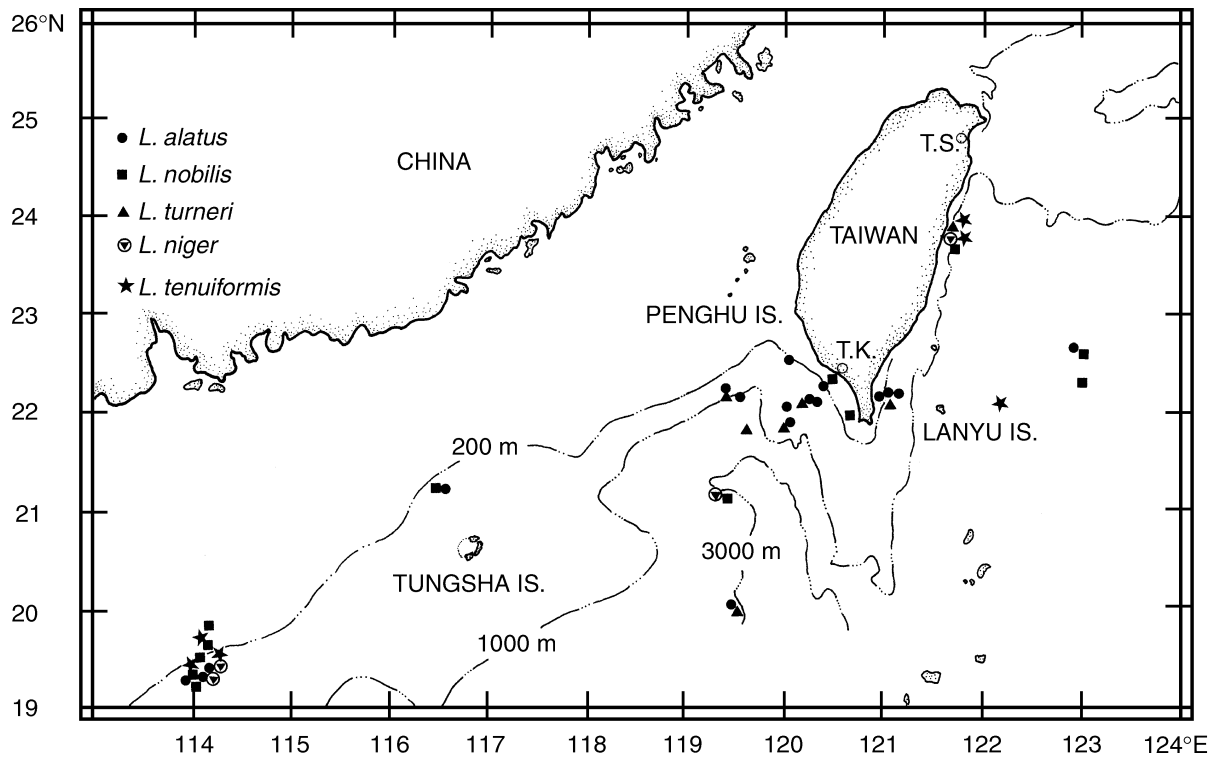 26°N
25
24
23
22
21
20
19
L. alatus
L. nobilis
L. turneri
L. niger
L. tenuiformis
CHINA
T.S.
TAIWAN
PENGHU IS.
T.K.
LANYU IS.
200 m
3000 m
TUNGSHA IS.
1000 m
114 115 116 117 118 119 120 121 122 123 124°E